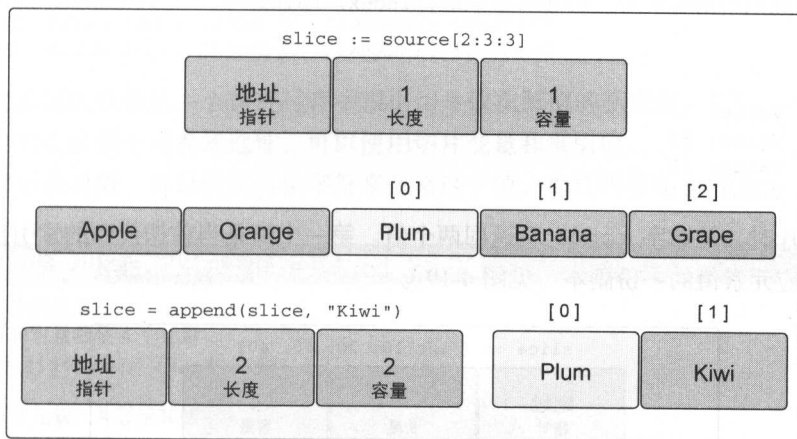 slice := source[2:3:3]
地址 1 1
指针 长度 容量
[0] [1] [2]
Apple Orange Plum Banana Grape
slice = append(slice, "Kiwi") [0] [1]
地址 2 2 Plum Kiwi
指针 长度 容量